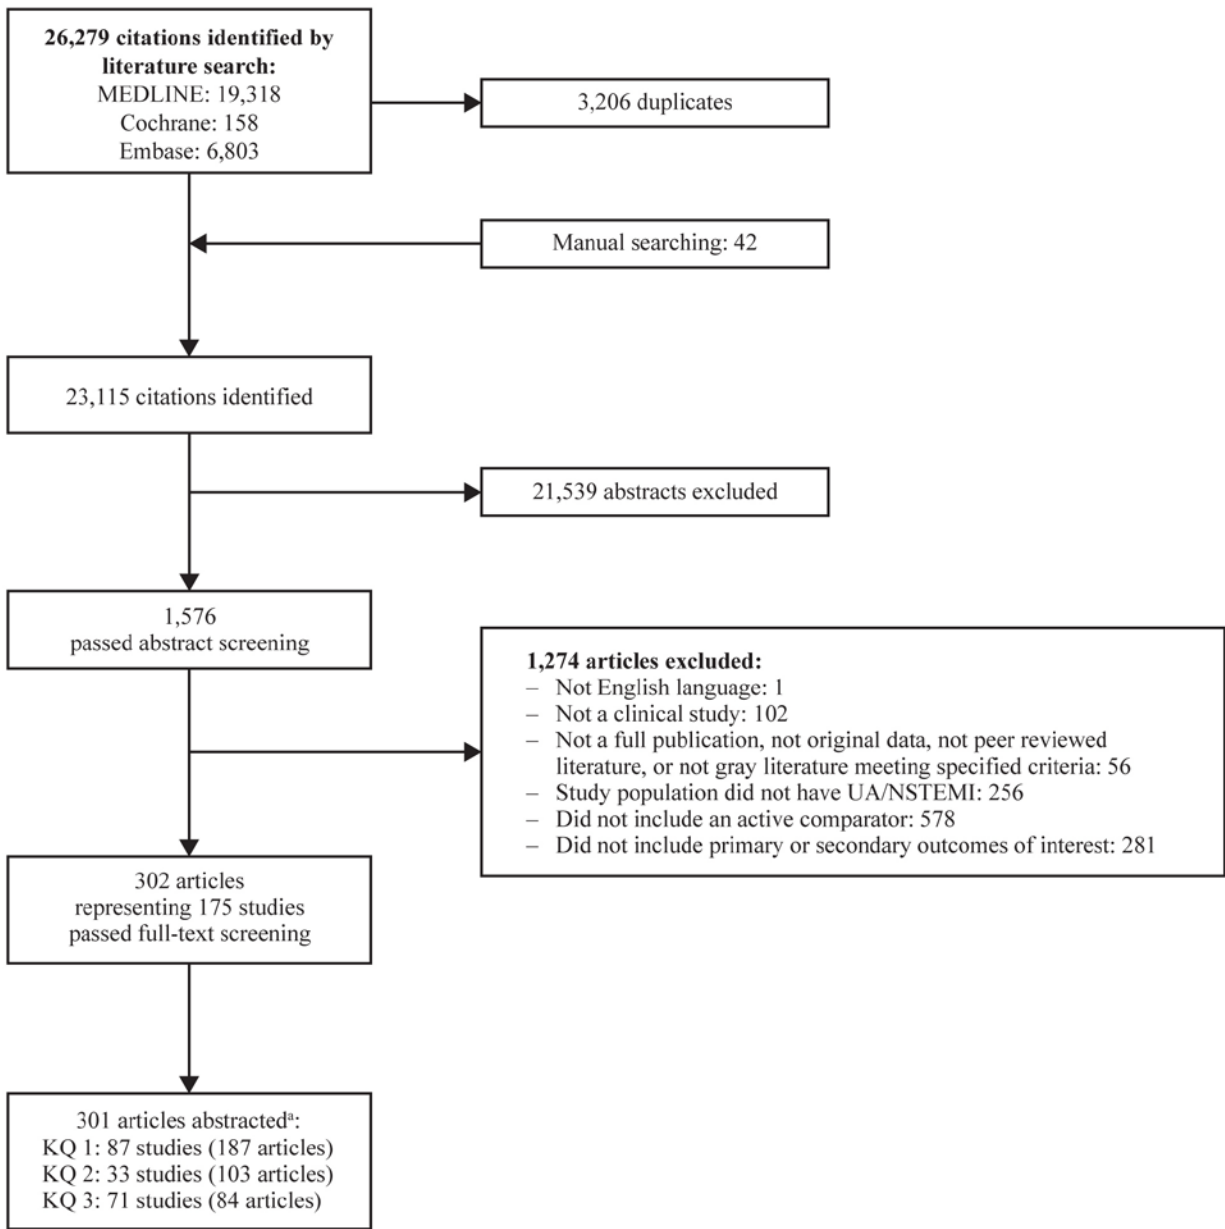 26,279 citations identified by
literature search:
MEDLINE: 19,318
Cochrane: 158
Embase: 6,803
3,206 duplicates
Manual searching: 42
23,115 citations identified
21,539 abstracts excluded
1,576
passed abstract screening
1,274 articles excluded:
– Not English language: 1
– Not a clinical study: 102
– Not a full publication, not original data, not peer reviewed
literature, or not gray literature meeting specified criteria: 56
– Study population did not have UA/NSTEMI: 256
– Did not include an active comparator: 578
– Did not include primary or secondary outcomes of interest: 281
302 articles
representing 175 studies
passed full-text screening
301 articles abstractedᵃ:
KQ 1: 87 studies (187 articles)
KQ 2: 33 studies (103 articles)
KQ 3: 71 studies (84 articles)